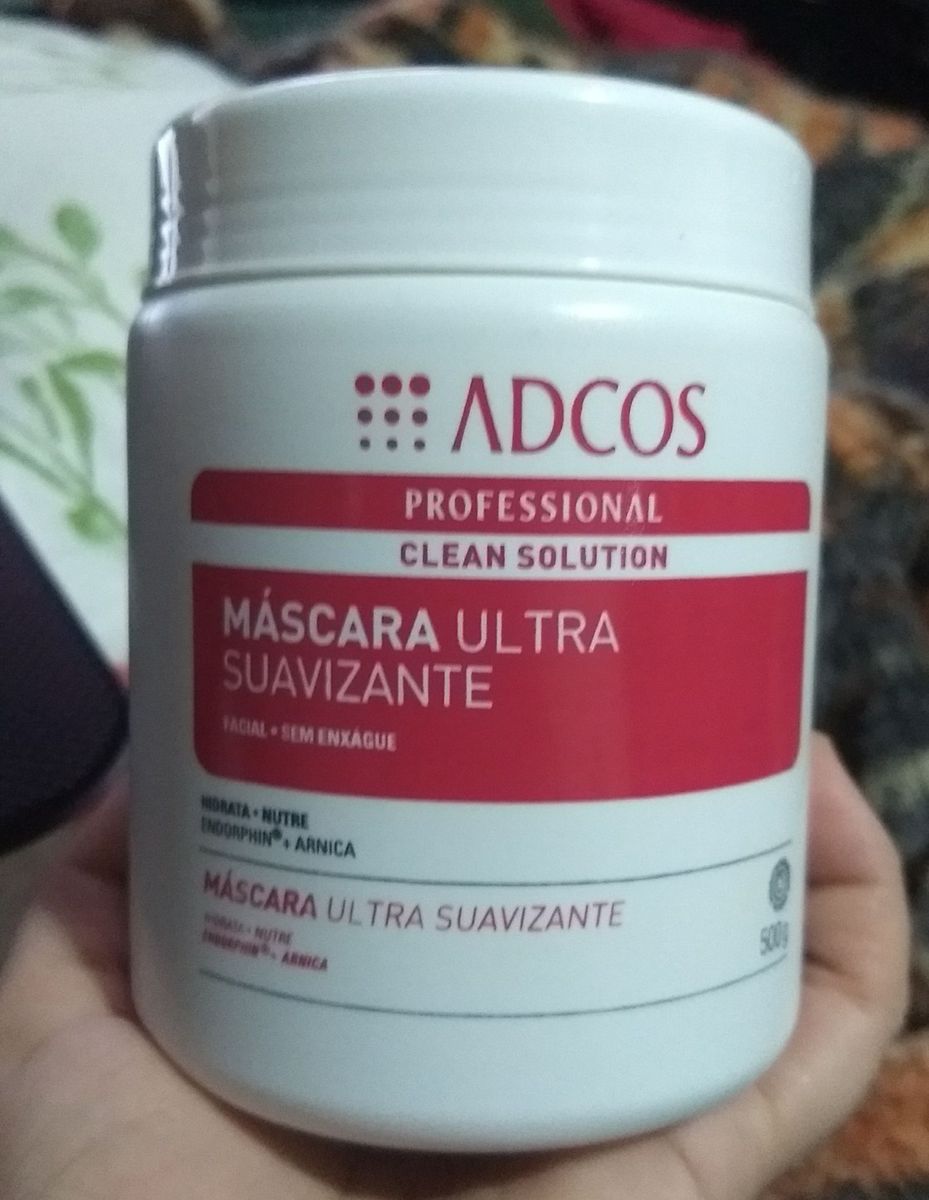 ADCOS
PROFESSIONAL
CLEAN SOLUTION
MÁSCARA ULTRA
SUAVIZANTE
FACIAL • SEM ENXÁGUE
HIDRATA • NUTRE
ENDORPHIN® + ARNICA
MÁSCARA ULTRA SUAVIZANTE
HIDRATA • NUTRE
ENDORPHIN® + ARNICA
500g